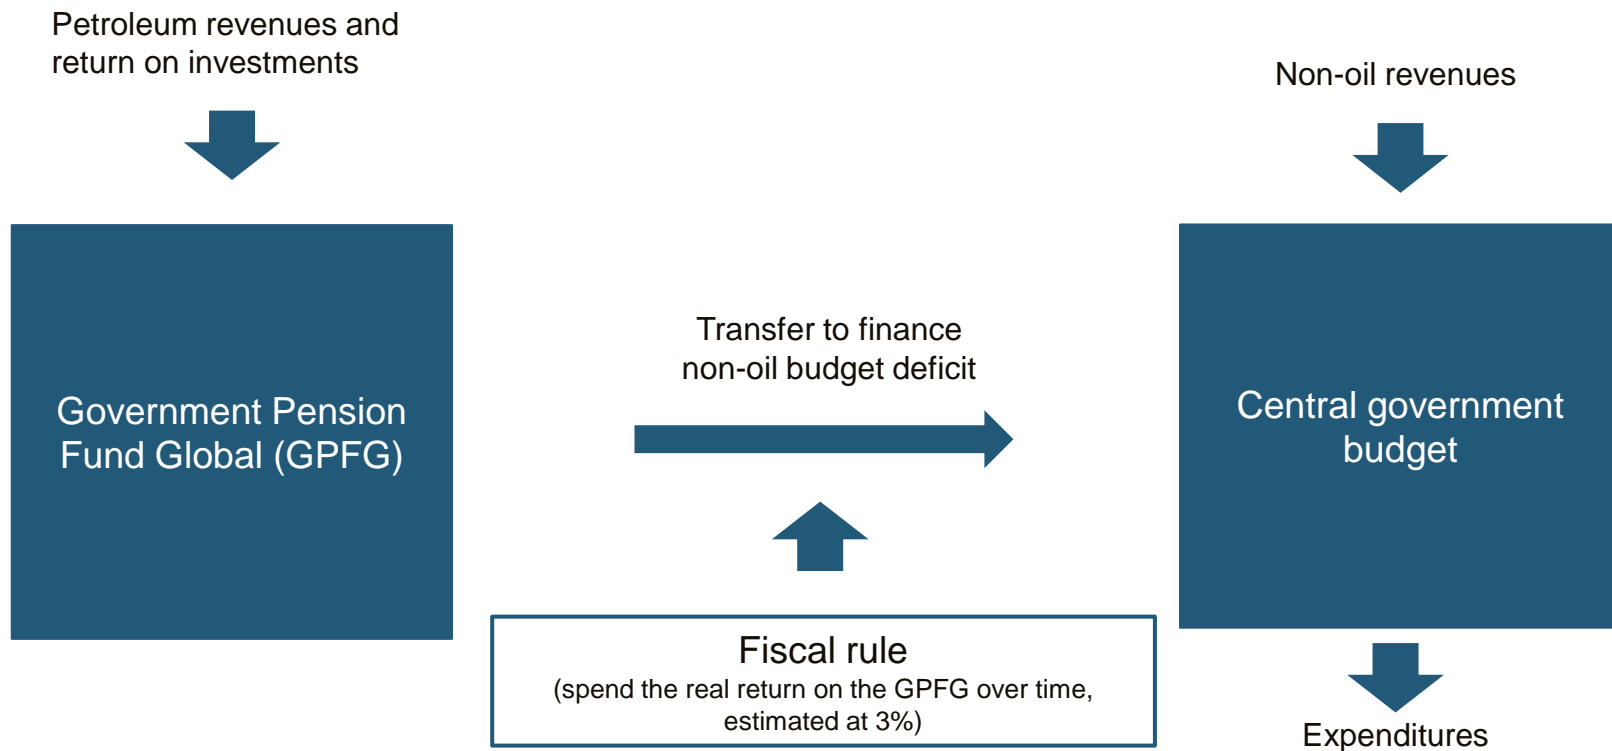 Petroleum revenues and
return on investments
Non-oil revenues
Transfer to finance
non-oil budget deficit
Government Pension
Fund Global (GPFG)
Central government
budget
Fiscal rule
(spend the real return on the GPFG over time,
estimated at 3%)
Expenditures